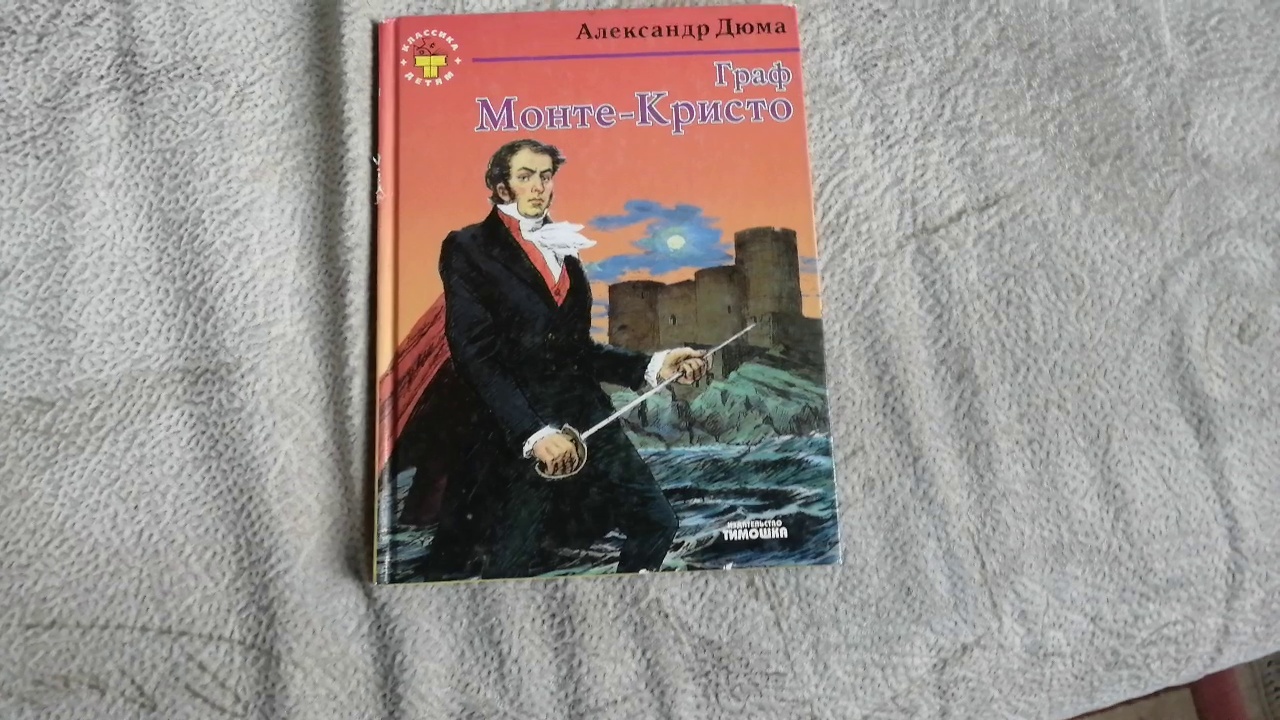 КЛАССИКА
ДЕТЯМ
Александр Дюма
Граф
Монте-Кристо
ИЗДАТЕЛЬСТВО
ТИМОШКА